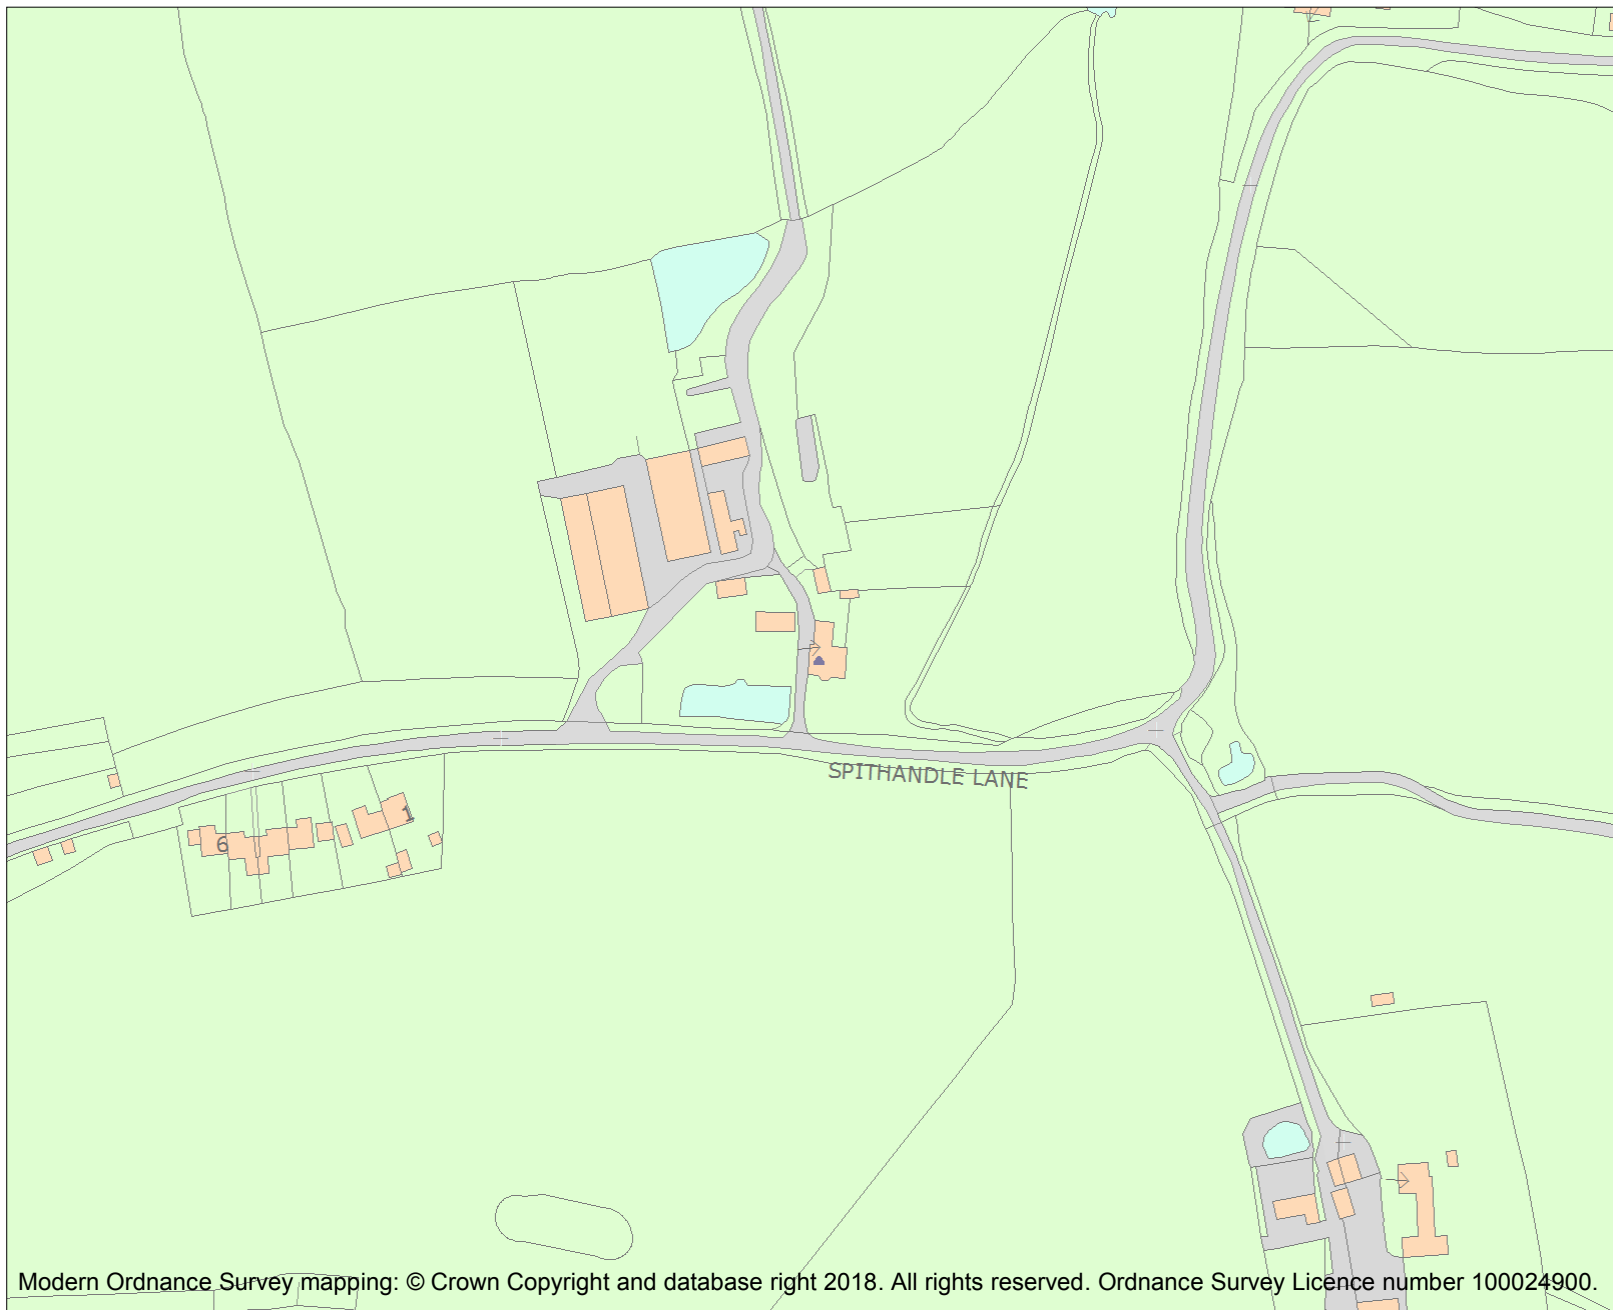 SPITHANDLE LANE
1
6
Modern Ordnance Survey mapping: © Crown Copyright and database right 2018. All rights reserved. Ordnance Survey Licence number 100024900.